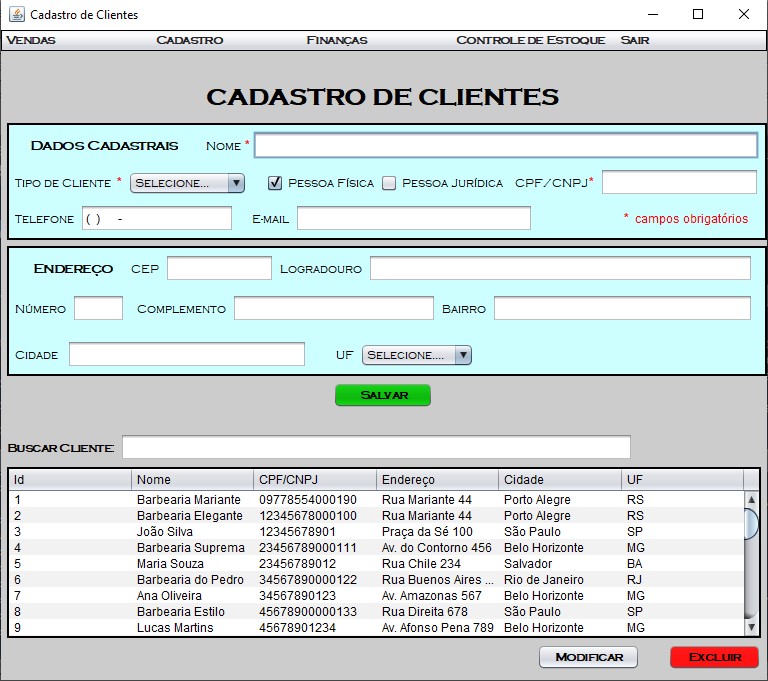 Cadastro de Clientes
VENDAS CADASTRO FINANÇAS CONTROLE DE ESTOQUE SAIR
CADASTRO DE CLIENTES
DADOS CADASTRAIS NOME *
TIPO DE CLIENTE * SELECIONE... PESSOA FÍSICA PESSOA JURÍDICA CPF/CNPJ*
TELEFONE ( ) - E-MAIL * campos obrigatórios
ENDEREÇO CEP LOGRADOURO
NÚMERO COMPLEMENTO BAIRRO
CIDADE UF SELECIONE....
SALVAR
BUSCAR CLIENTE
Id Nome CPF/CNPJ Endereço Cidade UF
1 Barbearia Mariante 09778554000190 Rua Mariante 44 Porto Alegre RS
2 Barbearia Elegante 12345678000100 Rua Mariante 44 Porto Alegre RS
3 João Silva 12345678901 Praça da Sé 100 São Paulo SP
4 Barbearia Suprema 23456789000111 Av. do Contorno 456 Belo Horizonte MG
5 Maria Souza 23456789012 Rua Chile 234 Salvador BA
6 Barbearia do Pedro 34567890000122 Rua Buenos Aires ... Rio de Janeiro RJ
7 Ana Oliveira 34567890123 Av. Amazonas 567 Belo Horizonte MG
8 Barbearia Estilo 45678900000133 Rua Direita 678 São Paulo SP
9 Lucas Martins 45678901234 Av. Afonso Pena 789 Belo Horizonte MG
MODIFICAR EXCLUIR